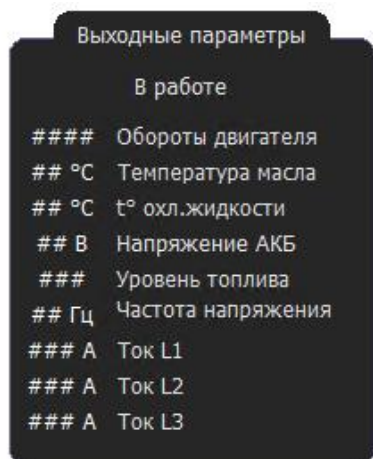 Выходные параметры
В работе
#### Обороты двигателя
## °C Температура масла
## °C t° охл.жидкости
## В Напряжение АКБ
### Уровень топлива
## Гц Частота напряжения
### А Ток L1
### А Ток L2
### А Ток L3